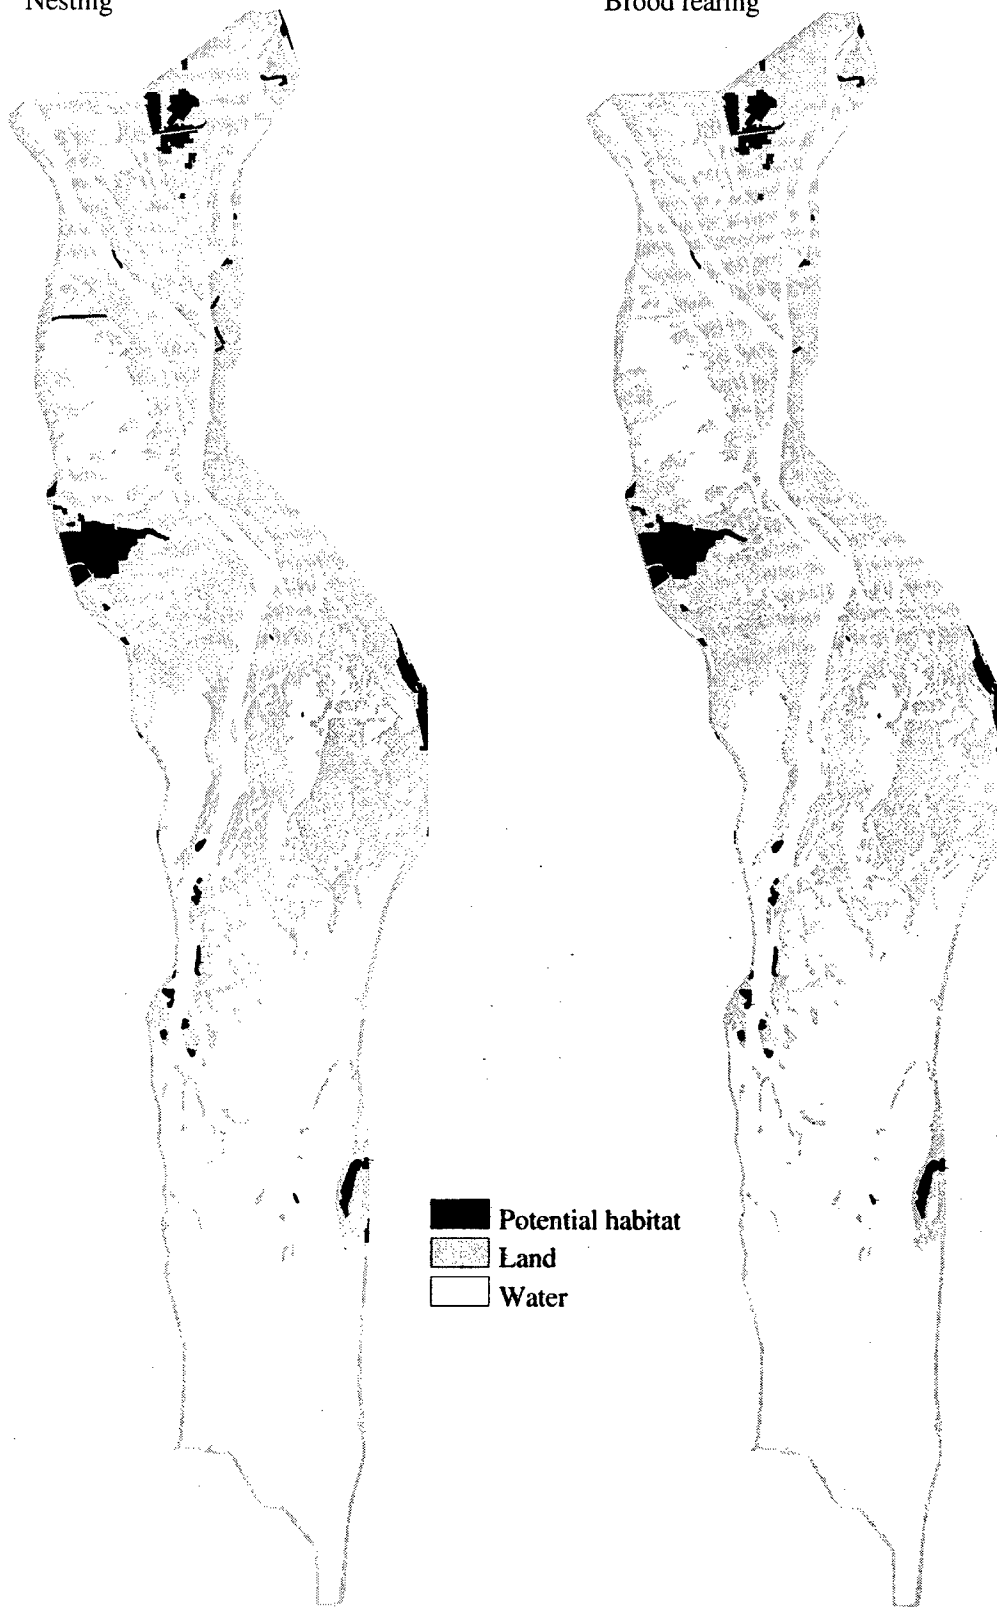 Nesting
Brood rearing
Potential habitat
Land
Water